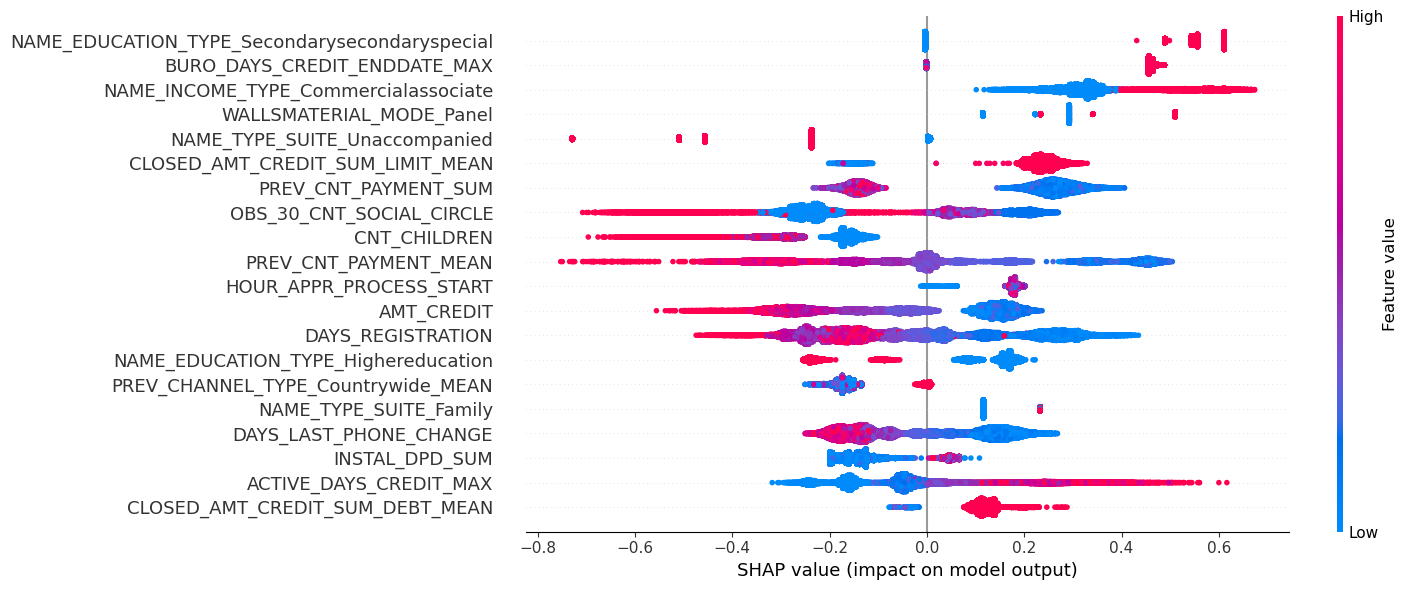 High
NAME_EDUCATION_TYPE_Secondarysecondaryspecial
BURO_DAYS_CREDIT_ENDDATE_MAX
NAME_INCOME_TYPE_Commercialassociate
WALLSMATERIAL_MODE_Panel
NAME_TYPE_SUITE_Unaccompanied
CLOSED_AMT_CREDIT_SUM_LIMIT_MEAN
PREV_CNT_PAYMENT_SUM
OBS_30_CNT_SOCIAL_CIRCLE
CNT_CHILDREN
PREV_CNT_PAYMENT_MEAN
HOUR_APPR_PROCESS_START
AMT_CREDIT
DAYS_REGISTRATION
NAME_EDUCATION_TYPE_Highereducation
PREV_CHANNEL_TYPE_Countrywide_MEAN
NAME_TYPE_SUITE_Family
DAYS_LAST_PHONE_CHANGE
INSTAL_DPD_SUM
ACTIVE_DAYS_CREDIT_MAX
CLOSED_AMT_CREDIT_SUM_DEBT_MEAN
Feature value
Low
−0.8 −0.6 −0.4 −0.2 0.0 0.2 0.4 0.6
SHAP value (impact on model output)